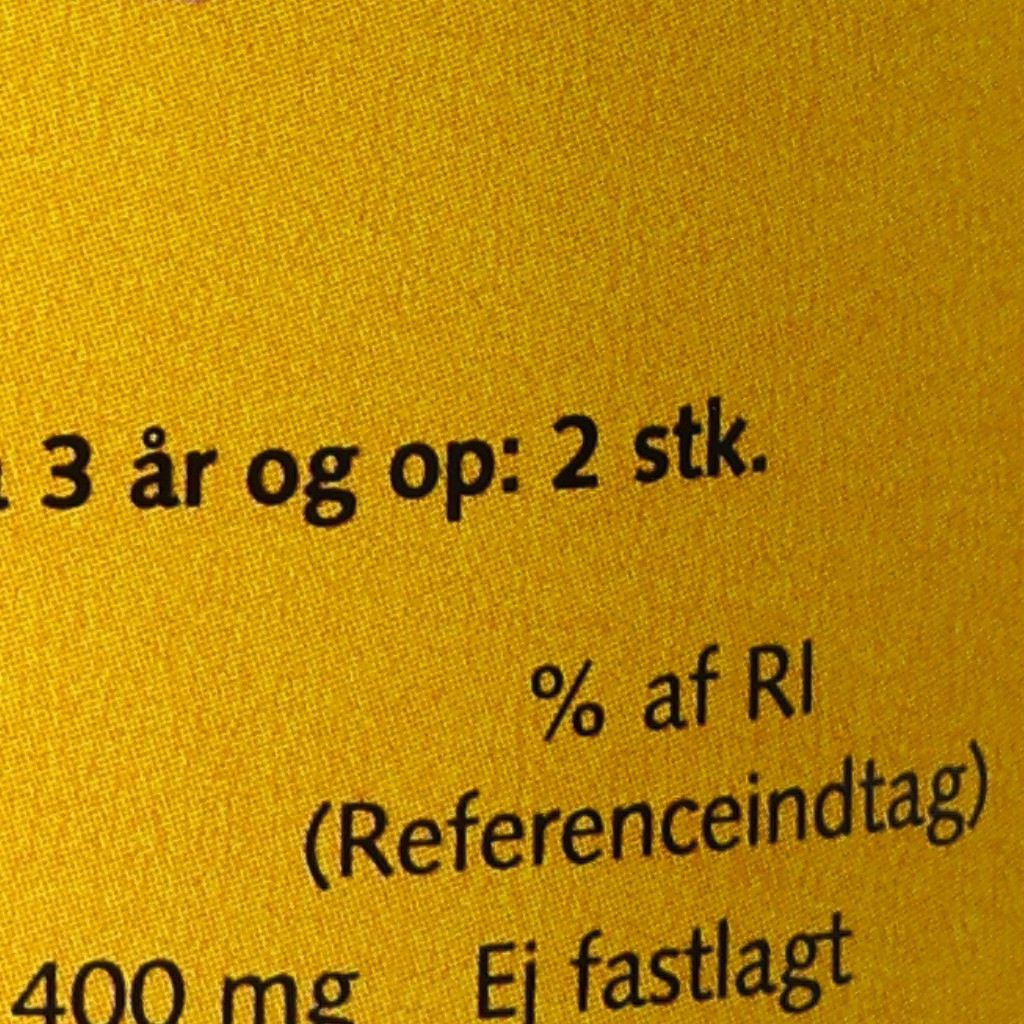 3 år og op: 2 stk.
% af RI
(Referenceindtag)
400 mg Ej fastlagt